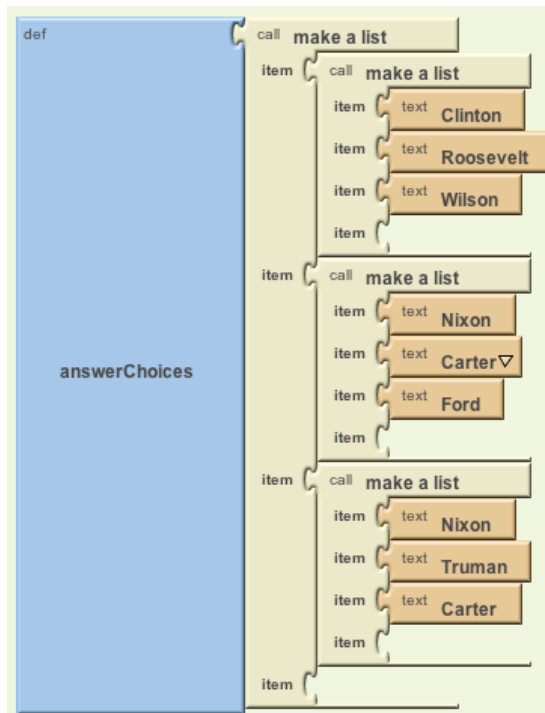 def call make a list
item call make a list
item text Clinton
item text Roosevelt
item text Wilson
item
item call make a list
item text Nixon
answerChoices item text Carter
item text Ford
item
item call make a list
item text Nixon
item text Truman
item text Carter
item
item